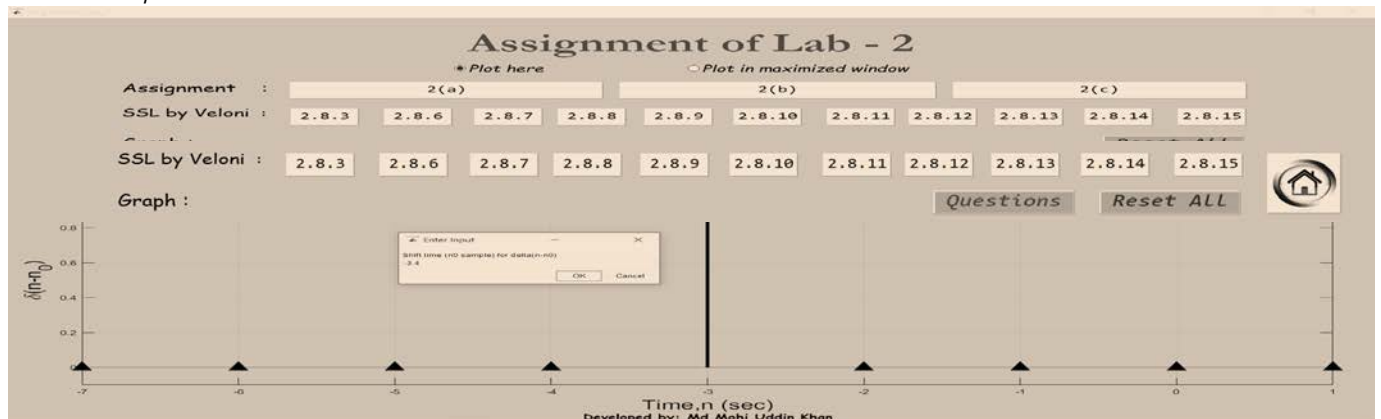 Assignment of Lab - 2
Plot here Plot in maximized window
Assignment : 2(a) 2(b) 2(c)
SSL by Veloni : 2.8.3 2.8.6 2.8.7 2.8.8 2.8.9 2.8.10 2.8.11 2.8.12 2.8.13 2.8.14 2.8.15
SSL by Veloni : 2.8.3 2.8.6 2.8.7 2.8.8 2.8.9 2.8.10 2.8.11 2.8.12 2.8.13 2.8.14 2.8.15
Graph : Questions Reset ALL
Enter Input
Shift time (n0 sample) for delta(n-n0)
-3.4
OK Cancel
δ(n-n0)
0.8
0.6
0.4
0.2
0
-7 -6 -5 -4 -3 -2 -1 0 1
Time,n (sec)
Developed by: Md Mohi Uddin Khan